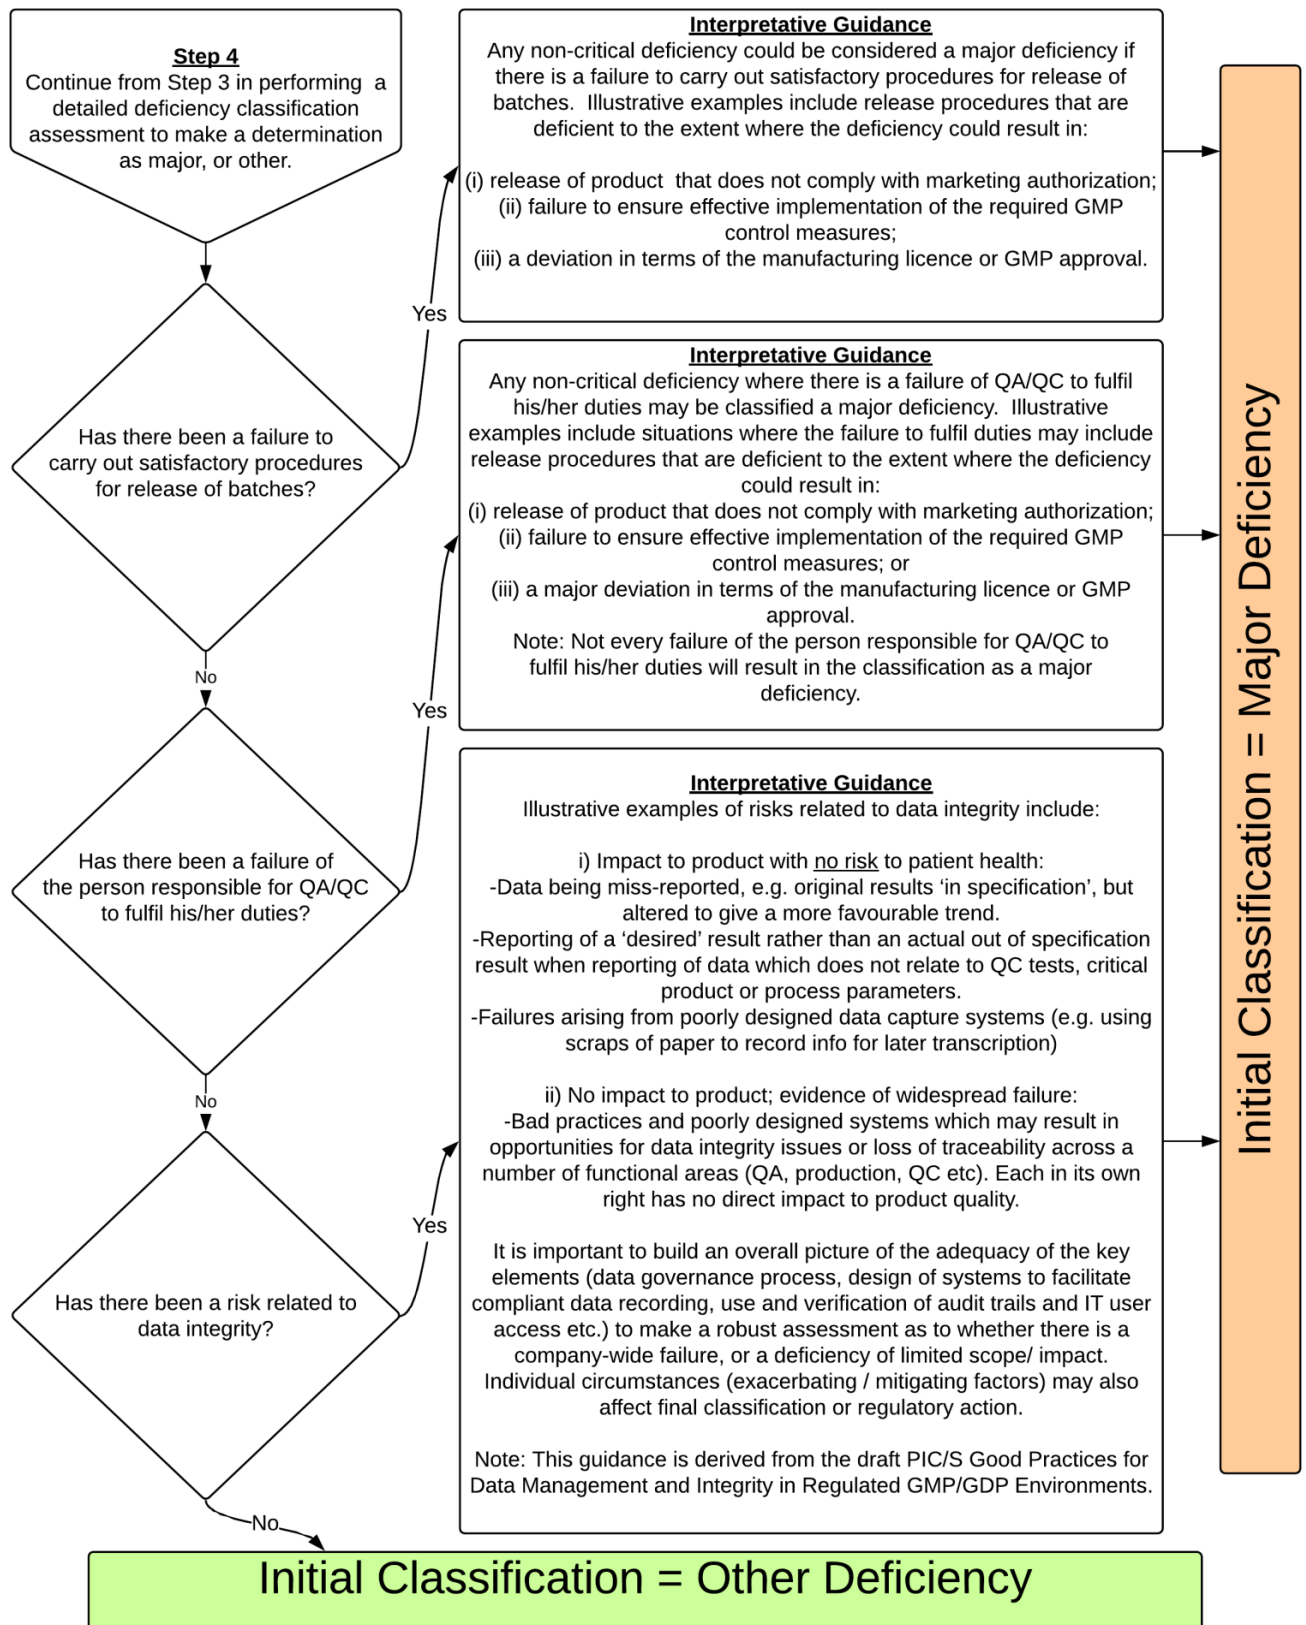 Step 4
Continue from Step 3 in performing  a
detailed deficiency classification
assessment to make a determination
as major, or other.
Interpretative Guidance
Any non-critical deficiency could be considered a major deficiency if
there is a failure to carry out satisfactory procedures for release of
batches.  Illustrative examples include release procedures that are
deficient to the extent where the deficiency could result in:
(i) release of product  that does not comply with marketing authorization;
(ii) failure to ensure effective implementation of the required GMP
control measures;
(iii) a deviation in terms of the manufacturing licence or GMP approval.
Yes
Has there been a failure to
carry out satisfactory procedures
for release of batches?
No
Interpretative Guidance
Any non-critical deficiency where there is a failure of QA/QC to fulfil
his/her duties may be classified a major deficiency.  Illustrative
examples include situations where the failure to fulfil duties may include
release procedures that are deficient to the extent where the deficiency
could result in:
(i) release of product that does not comply with marketing authorization;
(ii) failure to ensure effective implementation of the required GMP
control measures; or
(iii) a major deviation in terms of the manufacturing licence or GMP
approval.
Note: Not every failure of the person responsible for QA/QC to
fulfil his/her duties will result in the classification as a major
deficiency.
Yes
Has there been a failure of
the person responsible for QA/QC
to fulfil his/her duties?
No
Interpretative Guidance
Illustrative examples of risks related to data integrity include:
i) Impact to product with no risk to patient health:
-Data being miss-reported, e.g. original results ‘in specification’, but
altered to give a more favourable trend.
-Reporting of a ‘desired’ result rather than an actual out of specification
result when reporting of data which does not relate to QC tests, critical
product or process parameters.
-Failures arising from poorly designed data capture systems (e.g. using
scraps of paper to record info for later transcription)
ii) No impact to product; evidence of widespread failure:
-Bad practices and poorly designed systems which may result in
opportunities for data integrity issues or loss of traceability across a
number of functional areas (QA, production, QC etc). Each in its own
right has no direct impact to product quality.
It is important to build an overall picture of the adequacy of the key
elements (data governance process, design of systems to facilitate
compliant data recording, use and verification of audit trails and IT user
access etc.) to make a robust assessment as to whether there is a
company-wide failure, or a deficiency of limited scope/ impact.
Individual circumstances (exacerbating / mitigating factors) may also
affect final classification or regulatory action.
Note: This guidance is derived from the draft PIC/S Good Practices for
Data Management and Integrity in Regulated GMP/GDP Environments.
Yes
Has there been a risk related to
data integrity?
No
Initial Classification = Major Deficiency
Initial Classification = Other Deficiency